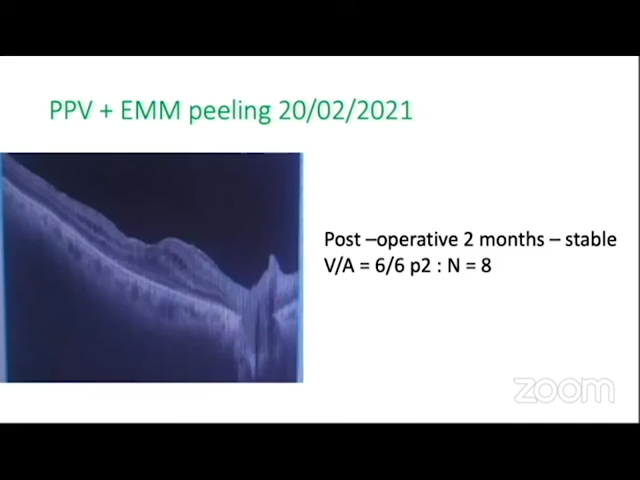 PPV + EMM peeling 20/02/2021
Post –operative 2 months – stable
V/A = 6/6 p2 : N = 8
zoom